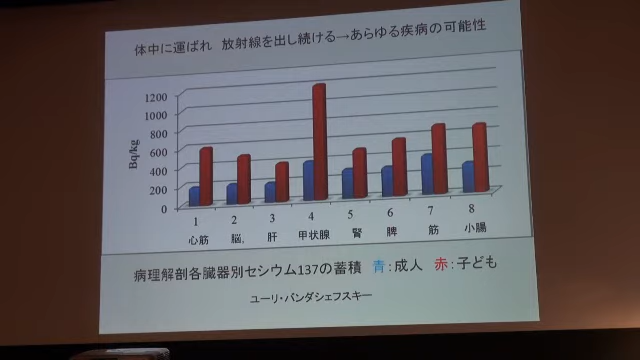 体中に運ばれ 放射線を出し続ける→あらゆる疾病の可能性
1200
1000
800
600
400
200
0
Bq/kg
1 2 3 4 5 6 7 8
心筋 脳, 肝 甲状腺 腎 脾 筋 小腸
病理解剖各臓器別セシウム137の蓄積 青:成人 赤:子ども
ユーリ・バンダシェフスキー